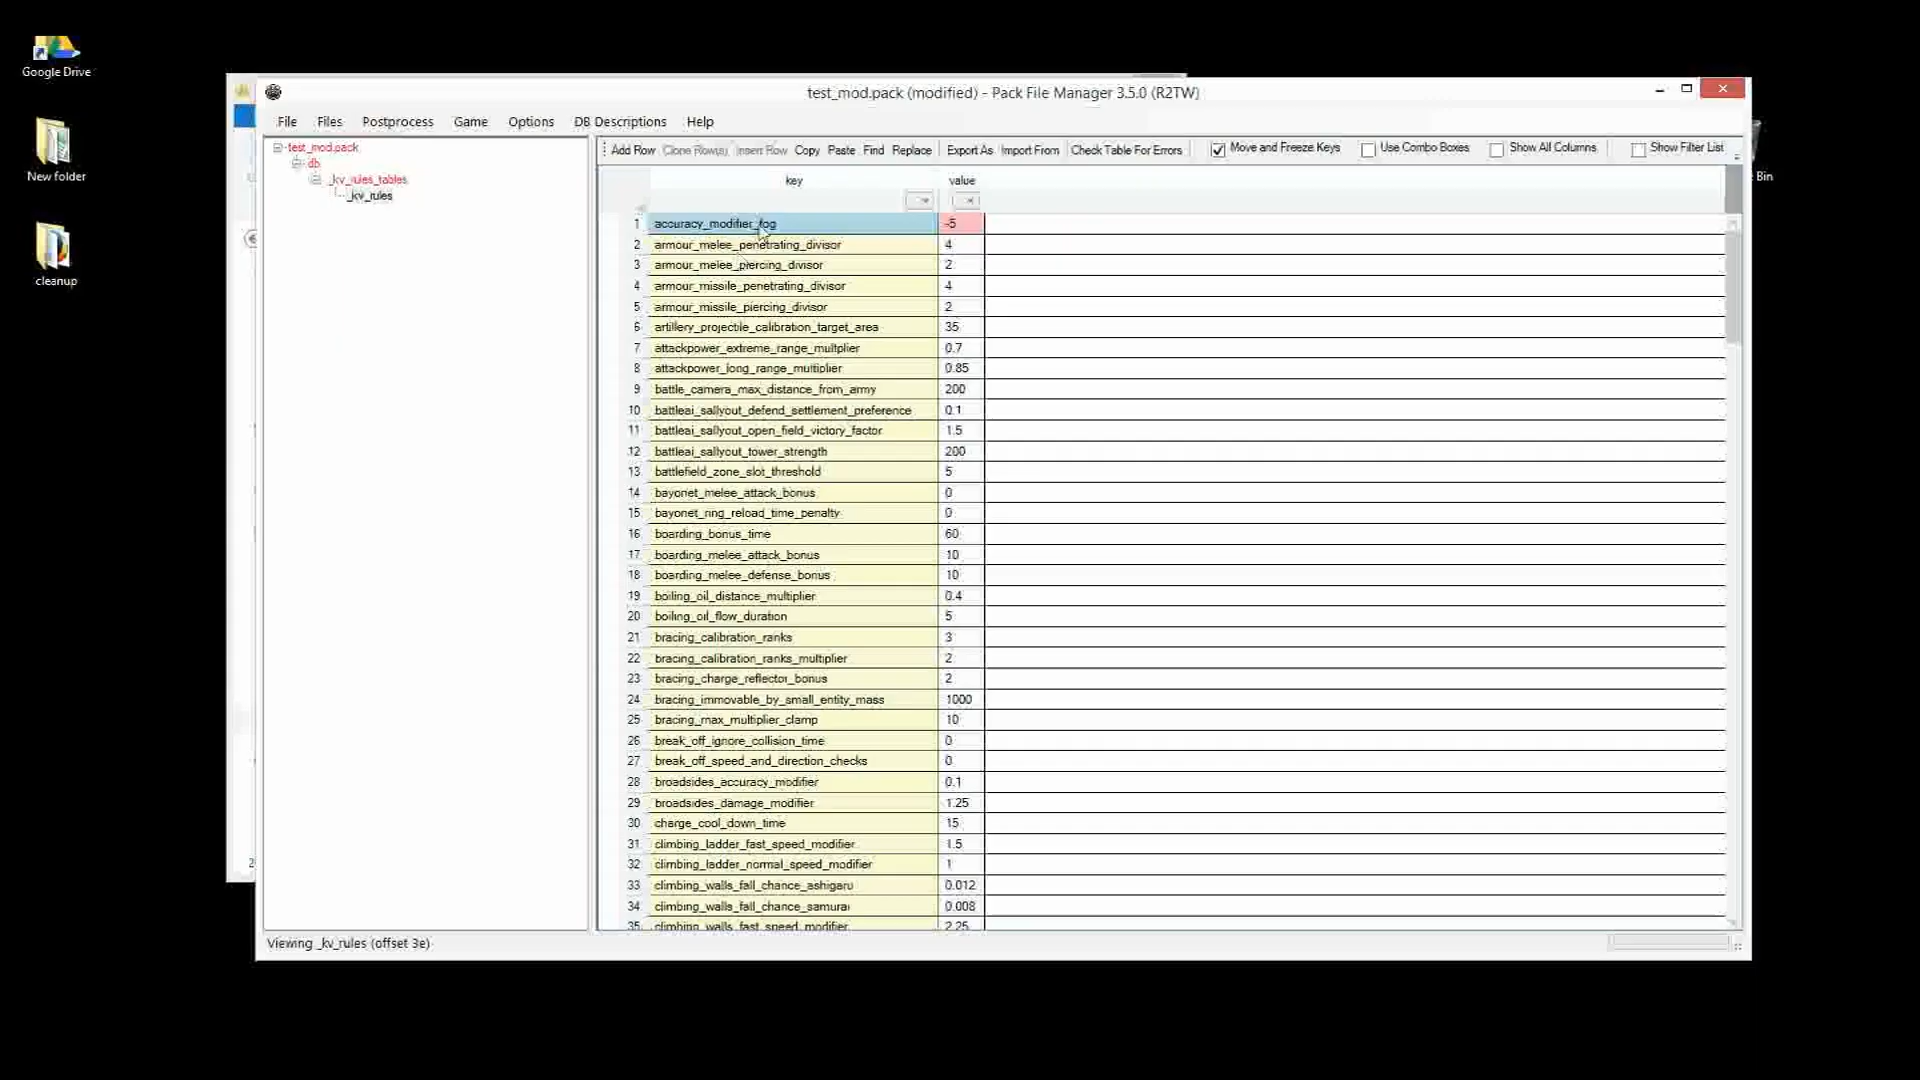 Google Drive
New folder
cleanup
Bin
test_mod.pack (modified) - Pack File Manager 3.5.0 (R2TW)
File Files Postprocess Game Options DB Descriptions Help
test_mod.pack
db
_kv_rules_tables
_kv_rules
Add Row Clone Row(s) Insert Row Copy Paste Find Replace Export As Import From Check Table For Errors Move and Freeze Keys Use Combo Boxes Show All Columns Show Filter List
key value
1 accuracy_modifier_fog -5
2 armour_melee_penetrating_divisor 4
3 armour_melee_piercing_divisor 2
4 armour_missile_penetrating_divisor 4
5 armour_missile_piercing_divisor 2
6 artillery_projectile_calibration_target_area 35
7 attackpower_extreme_range_multplier 0.7
8 attackpower_long_range_multiplier 0.85
9 battle_camera_max_distance_from_army 200
10 battleai_sallyout_defend_settlement_preference 0.1
11 battleai_sallyout_open_field_victory_factor 1.5
12 battleai_sallyout_tower_strength 200
13 battlefield_zone_slot_threshold 5
14 bayonet_melee_attack_bonus 0
15 bayonet_ring_reload_time_penalty 0
16 boarding_bonus_time 60
17 boarding_melee_attack_bonus 10
18 boarding_melee_defense_bonus 10
19 boiling_oil_distance_multiplier 0.4
20 boiling_oil_flow_duration 5
21 bracing_calibration_ranks 3
22 bracing_calibration_ranks_multiplier 2
23 bracing_charge_reflector_bonus 2
24 bracing_immovable_by_small_entity_mass 1000
25 bracing_max_multiplier_clamp 10
26 break_off_ignore_collision_time 0
27 break_off_speed_and_direction_checks 0
28 broadsides_accuracy_modifier 0.1
29 broadsides_damage_modifier 1.25
30 charge_cool_down_time 15
31 climbing_ladder_fast_speed_modifier 1.5
32 climbing_ladder_normal_speed_modifier 1
33 climbing_walls_fall_chance_ashigaru 0.012
34 climbing_walls_fall_chance_samurai 0.008
35 climbing_walls_fast_speed_modifier 2.25
2
Viewing _kv_rules (offset 3e)